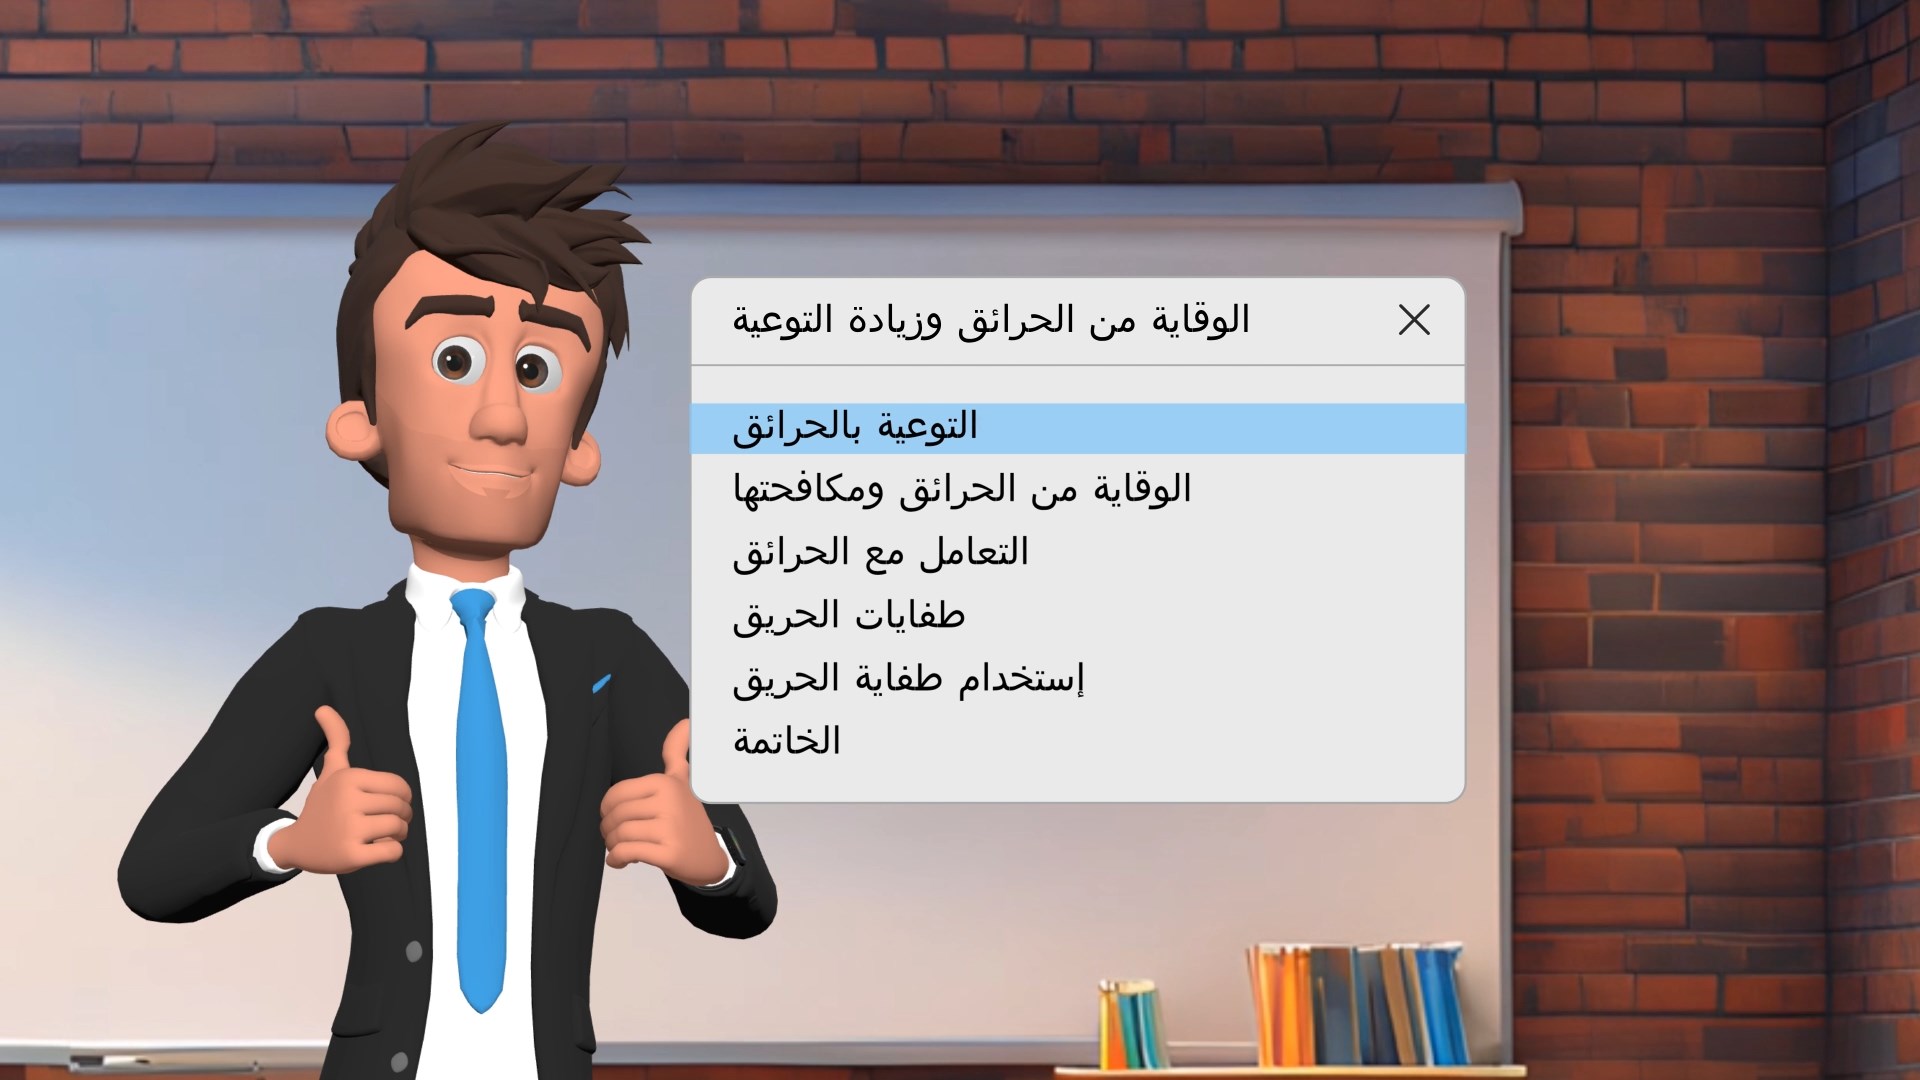 الوقاية من الحرائق وزيادة التوعية
التوعية بالحرائق
الوقاية من الحرائق ومكافحتها
التعامل مع الحرائق
طفايات الحريق
إستخدام طفاية الحريق
الخاتمة